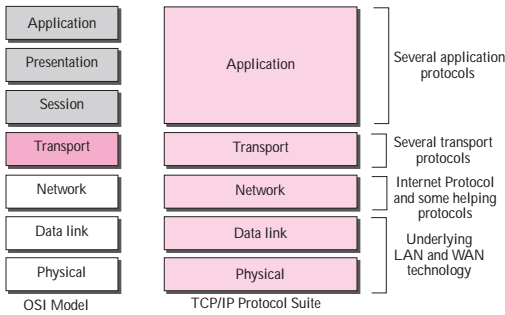 Application
Presentation
Session
Transport
Network
Data link
Physical
OSI Model
Application
Transport
Network
Data link
Physical
TCP/IP Protocol Suite
Several application
protocols
Several transport
protocols
Internet Protocol
and some helping
protocols
Underlying
LAN and WAN
technology